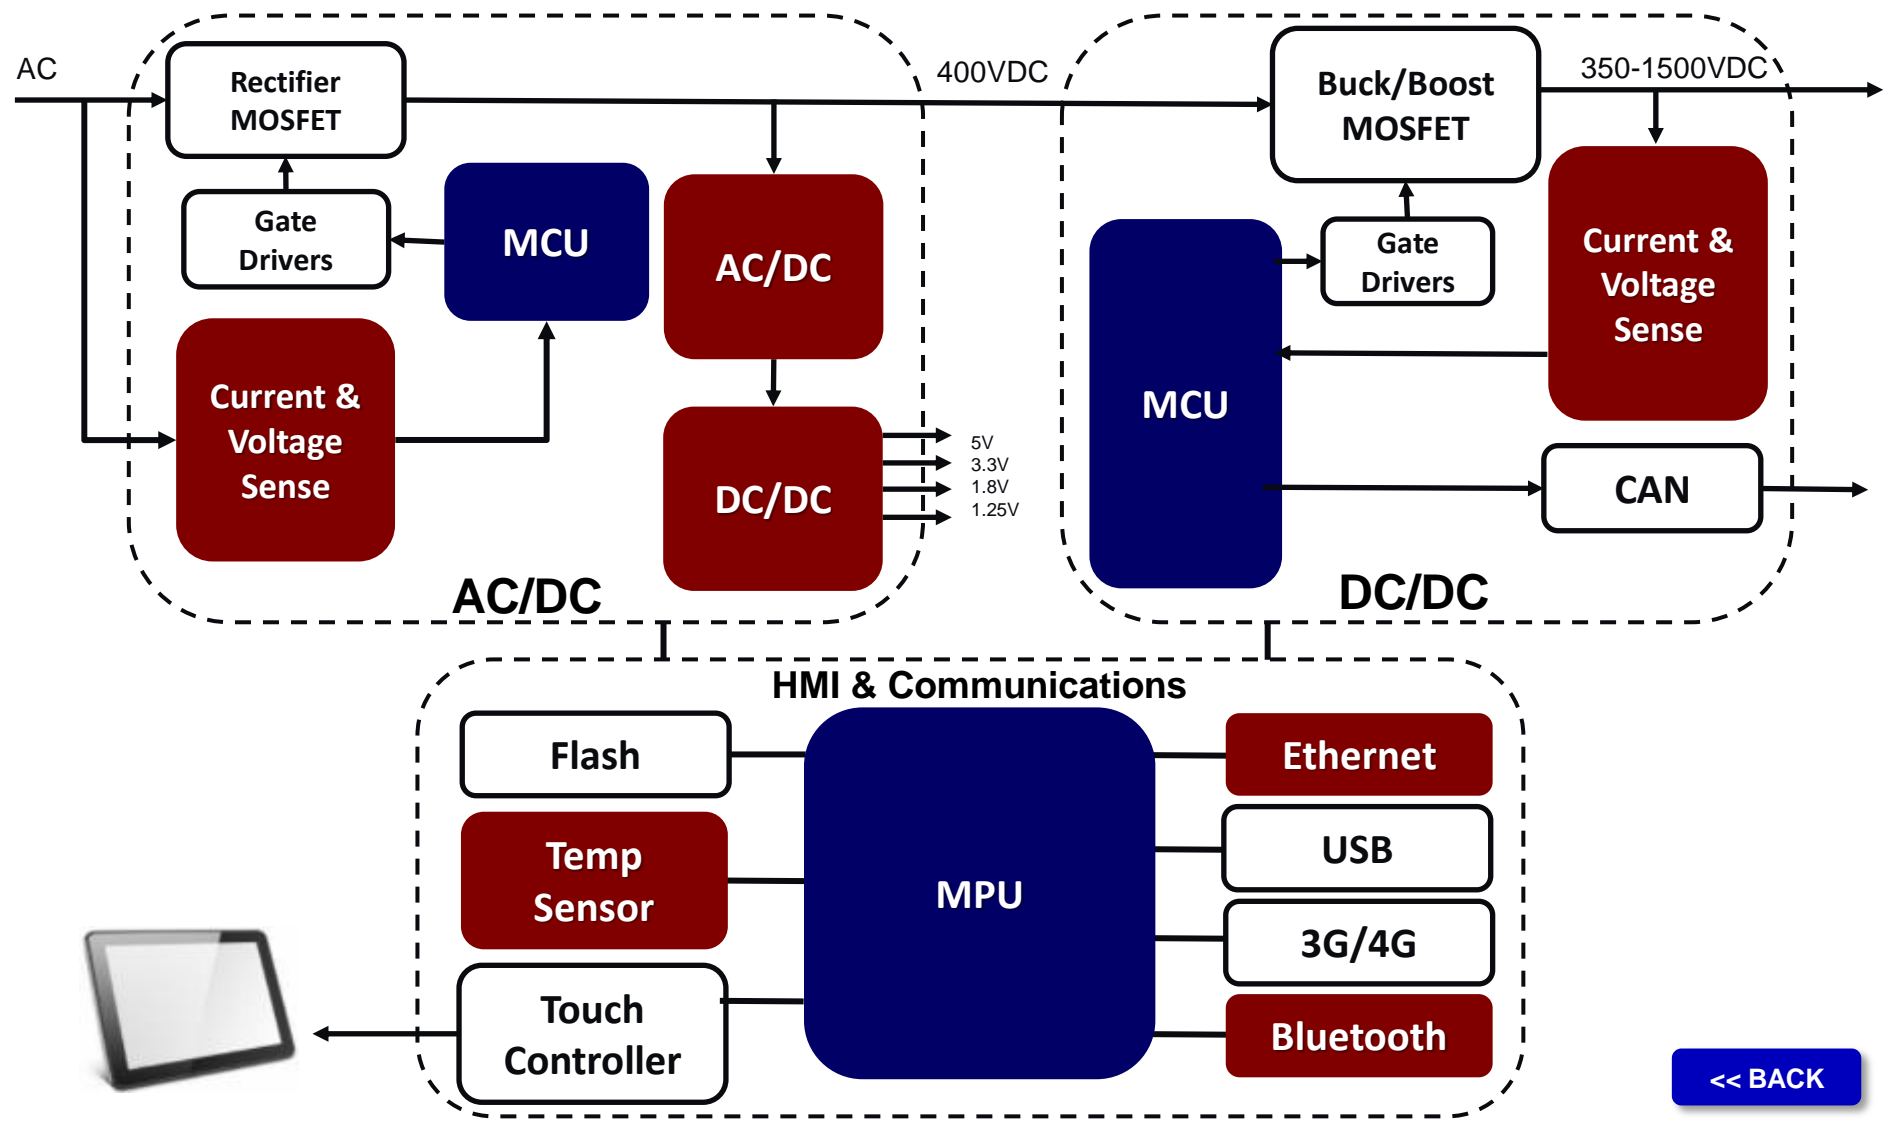 AC
Rectifier
MOSFET
400VDC
Buck/Boost
MOSFET
350-1500VDC
Gate
Drivers
MCU
AC/DC
Gate
Drivers
Current &
Voltage
Sense
Current &
Voltage
Sense
MCU
DC/DC
5V
3.3V
1.8V
1.25V
CAN
AC/DC
DC/DC
HMI & Communications
Flash
Temp
Sensor
Touch
Controller
MPU
Ethernet
USB
3G/4G
Bluetooth
<< BACK